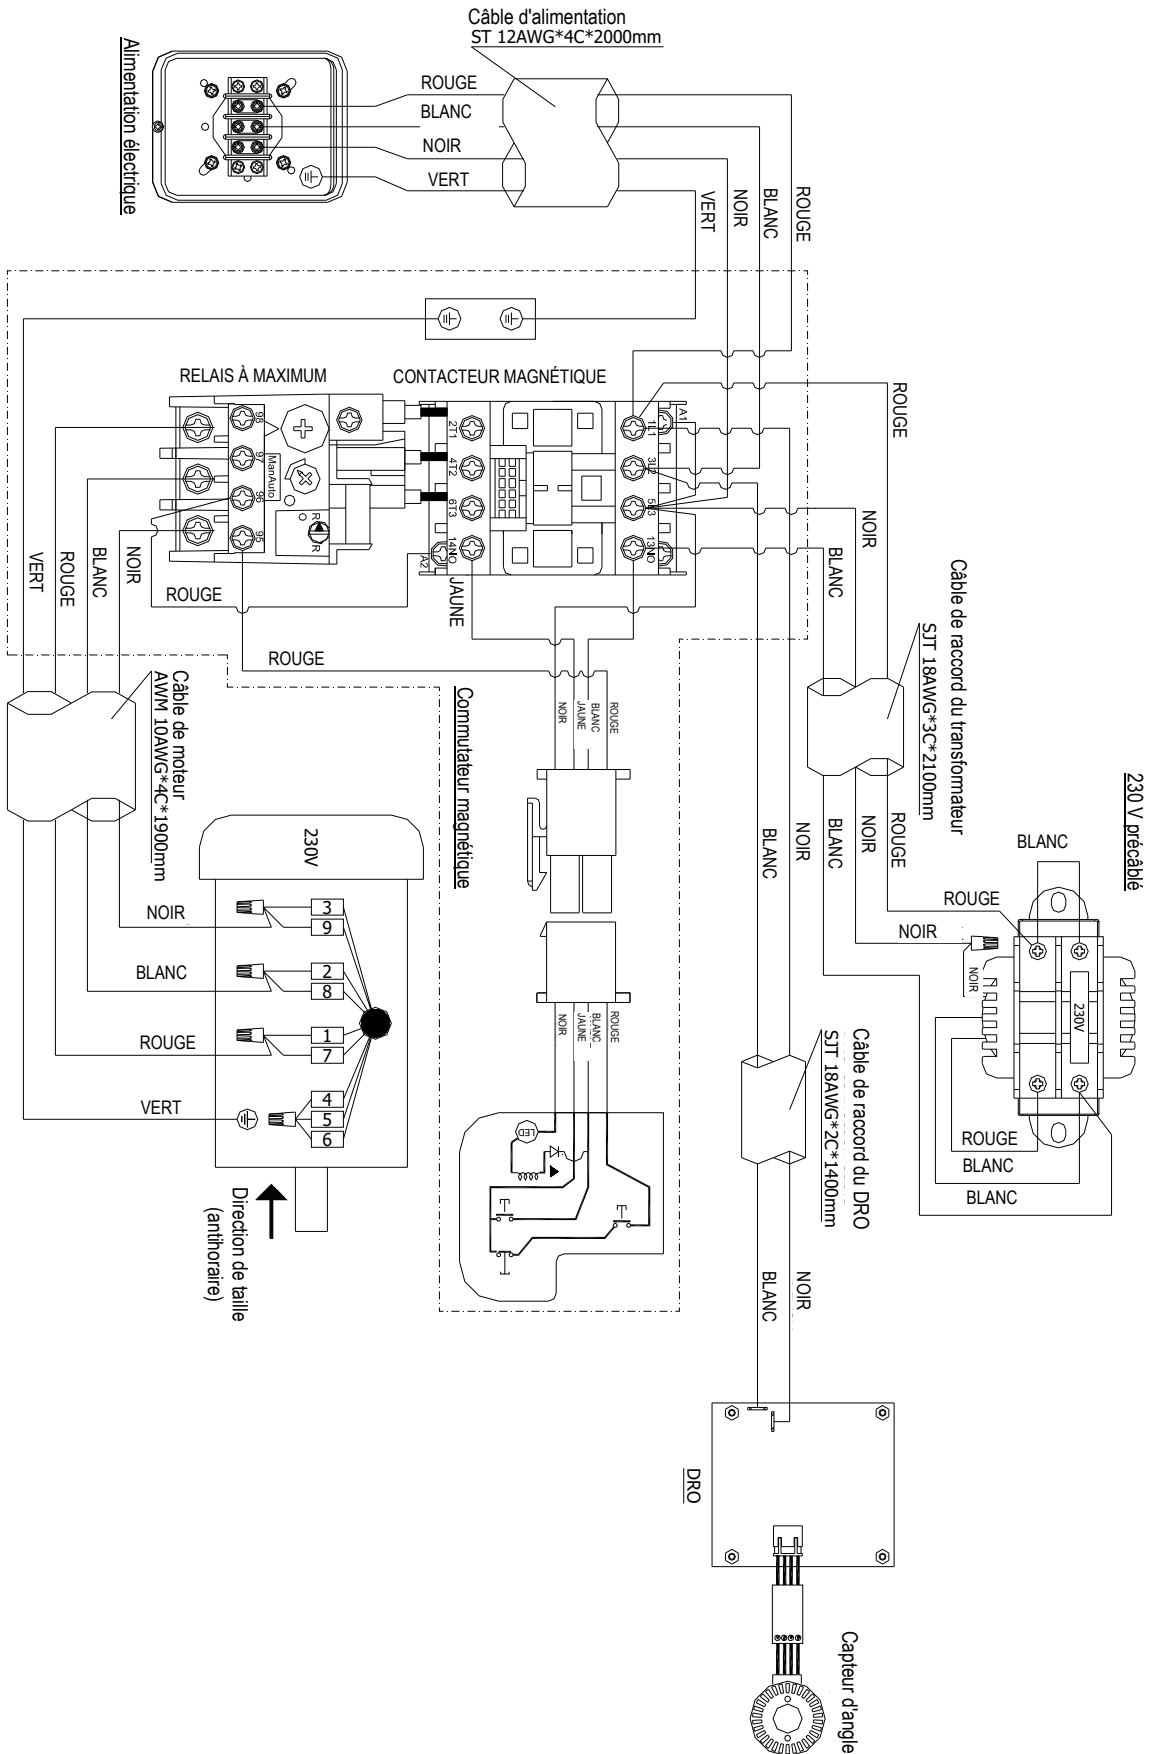 Câble d'alimentation
ST 12AWG*4C*2000mm
Alimentation électrique
ROUGE
BLANC
NOIR
VERT
VERT
NOIR
BLANC
ROUGE
RELAIS À MAXIMUM
CONTACTEUR MAGNÉTIQUE
98
97
96
95
ManAuto
R
R
2T1
4T2
6T3
14NO
A2
A1
1L1
3L2
5L3
13NO
ROUGE
NOIR
BLANC
ROUGE
JAUNE
ROUGE
VERT
ROUGE
BLANC
NOIR
Câble de moteur
AWM 10AWG*4C*1900mm
Commutateur magnétique
NOIR
JAUNE
BLANC
ROUGE
Câble de raccord du transformateur
SJT 18AWG*3C*2100mm
230 V précâblé
BLANC
NOIR
BLANC
NOIR
ROUGE
BLANC
ROUGE
NOIR
NOIR
230V
ROUGE
BLANC
BLANC
230V
3
9
2
8
1
7
4
5
6
NOIR
BLANC
ROUGE
VERT
Direction de taille
(antihoraire)
NOIR
JAUNE
BLANC
ROUGE
LED
Câble de raccord du DRO
SJT 18AWG*2C*1400mm
NOIR
BLANC
DRO
Capteur d'angle